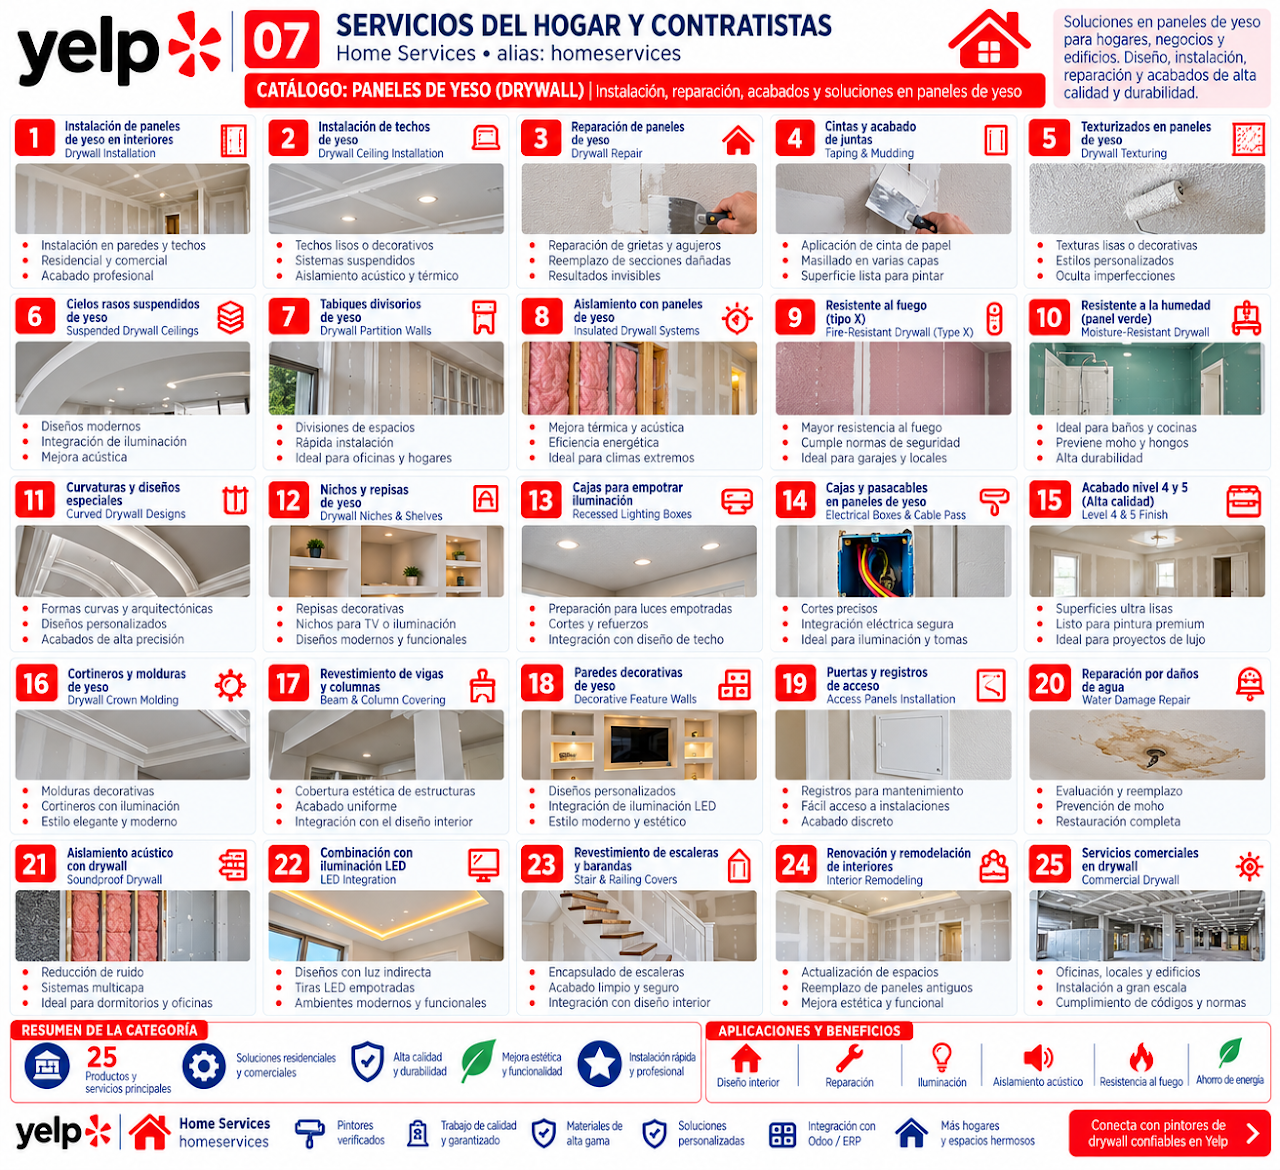 yelp
07
SERVICIOS DEL HOGAR Y CONTRATISTAS
Home Services • alias: homeservices
CATÁLOGO: PANELES DE YESO (DRYWALL) | Instalación, reparación, acabados y soluciones en paneles de yeso
Soluciones en paneles de yeso
para hogares, negocios y
edificios. Diseño, instalación,
reparación y acabados de alta
calidad y durabilidad.
1
Instalación de paneles
de yeso en interiores
Drywall Installation
• Instalación en paredes y techos
• Residencial y comercial
• Acabado profesional
2
Instalación de techos
de yeso
Drywall Ceiling Installation
• Techos lisos o decorativos
• Sistemas suspendidos
• Aislamiento acústico y térmico
3
Reparación de paneles
de yeso
Drywall Repair
• Reparación de grietas y agujeros
• Reemplazo de secciones dañadas
• Resultados invisibles
4
Cintas y acabado
de juntas
Taping & Mudding
• Aplicación de cinta de papel
• Masillado en varias capas
• Superficie lista para pintar
5
Texturizados en paneles
de yeso
Drywall Texturing
• Texturas lisas o decorativas
• Estilos personalizados
• Oculta imperfecciones
6
Cielos rasos suspendidos
de yeso
Suspended Drywall Ceilings
• Diseños modernos
• Integración de iluminación
• Mejora acústica
7
Tabiques divisorios
de yeso
Drywall Partition Walls
• Divisiones de espacios
• Rápida instalación
• Ideal para oficinas y hogares
8
Aislamiento con paneles
de yeso
Insulated Drywall Systems
• Mejora térmica y acústica
• Eficiencia energética
• Ideal para climas extremos
9
Resistente al fuego
(tipo X)
Fire-Resistant Drywall (Type X)
• Mayor resistencia al fuego
• Cumple normas de seguridad
• Ideal para garajes y locales
10
Resistente a la humedad
(panel verde)
Moisture-Resistant Drywall
• Ideal para baños y cocinas
• Previene moho y hongos
• Alta durabilidad
11
Curvaturas y diseños
especiales
Curved Drywall Designs
• Formas curvas y arquitectónicas
• Diseños personalizados
• Acabados de alta precisión
12
Nichos y repisas
de yeso
Drywall Niches & Shelves
• Repisas decorativas
• Nichos para TV o iluminación
• Diseños modernos y funcionales
13
Cajas para empotrar
iluminación
Recessed Lighting Boxes
• Preparación para luces empotradas
• Cortes y refuerzos
• Integración con diseño de techo
14
Cajas y pasacables
en paneles de yeso
Electrical Boxes & Cable Pass
• Cortes precisos
• Integración eléctrica segura
• Ideal para iluminación y tomas
15
Acabado nivel 4 y 5
(Alta calidad)
Level 4 & 5 Finish
• Superficies ultra lisas
• Listo para pintura premium
• Ideal para proyectos de lujo
16
Cortineros y molduras
de yeso
Drywall Crown Molding
• Molduras decorativas
• Cortineros con iluminación
• Estilo elegante y moderno
17
Revestimiento de vigas
y columnas
Beam & Column Covering
• Cobertura estética de estructuras
• Acabado uniforme
• Integración con el diseño interior
18
Paredes decorativas
de yeso
Decorative Feature Walls
• Diseños personalizados
• Integración de iluminación LED
• Estilo moderno y estético
19
Puertas y registros
de acceso
Access Panels Installation
• Registros para mantenimiento
• Fácil acceso a instalaciones
• Acabado discreto
20
Reparación por daños
de agua
Water Damage Repair
• Evaluación y reemplazo
• Prevención de moho
• Restauración completa
21
Aislamiento acústico
con drywall
Soundproof Drywall
• Reducción de ruido
• Sistemas multicapa
• Ideal para dormitorios y oficinas
22
Combinación con
iluminación LED
LED Integration
• Diseños con luz indirecta
• Tiras LED empotradas
• Ambientes modernos y funcionales
23
Revestimiento de escaleras
y barandas
Stair & Railing Covers
• Encapsulado de escaleras
• Acabado limpio y seguro
• Integración con diseño interior
24
Renovación y remodelación
de interiores
Interior Remodeling
• Actualización de espacios
• Reemplazo de paneles antiguos
• Mejora estética y funcional
25
Servicios comerciales
en drywall
Commercial Drywall
• Oficinas, locales y edificios
• Instalación a gran escala
• Cumplimiento de códigos y normas
RESUMEN DE LA CATEGORÍA
25
Productos y
servicios principales
Soluciones residenciales
y comerciales
Alta calidad
y durabilidad
Mejora estética
y funcionalidad
Instalación rápida
y profesional
APLICACIONES Y BENEFICIOS
Diseño interior
Reparación
Iluminación
Aislamiento acústico
Resistencia al fuego
Ahorro de energía
yelp
Home Services
homeservices
Pintores
verificados
Trabajo de calidad
y garantizado
Materiales de
alta gama
Soluciones
personalizadas
Integración con
Odoo / ERP
Más hogares
y espacios hermosos
Conecta con pintores de
drywall confiables en Yelp